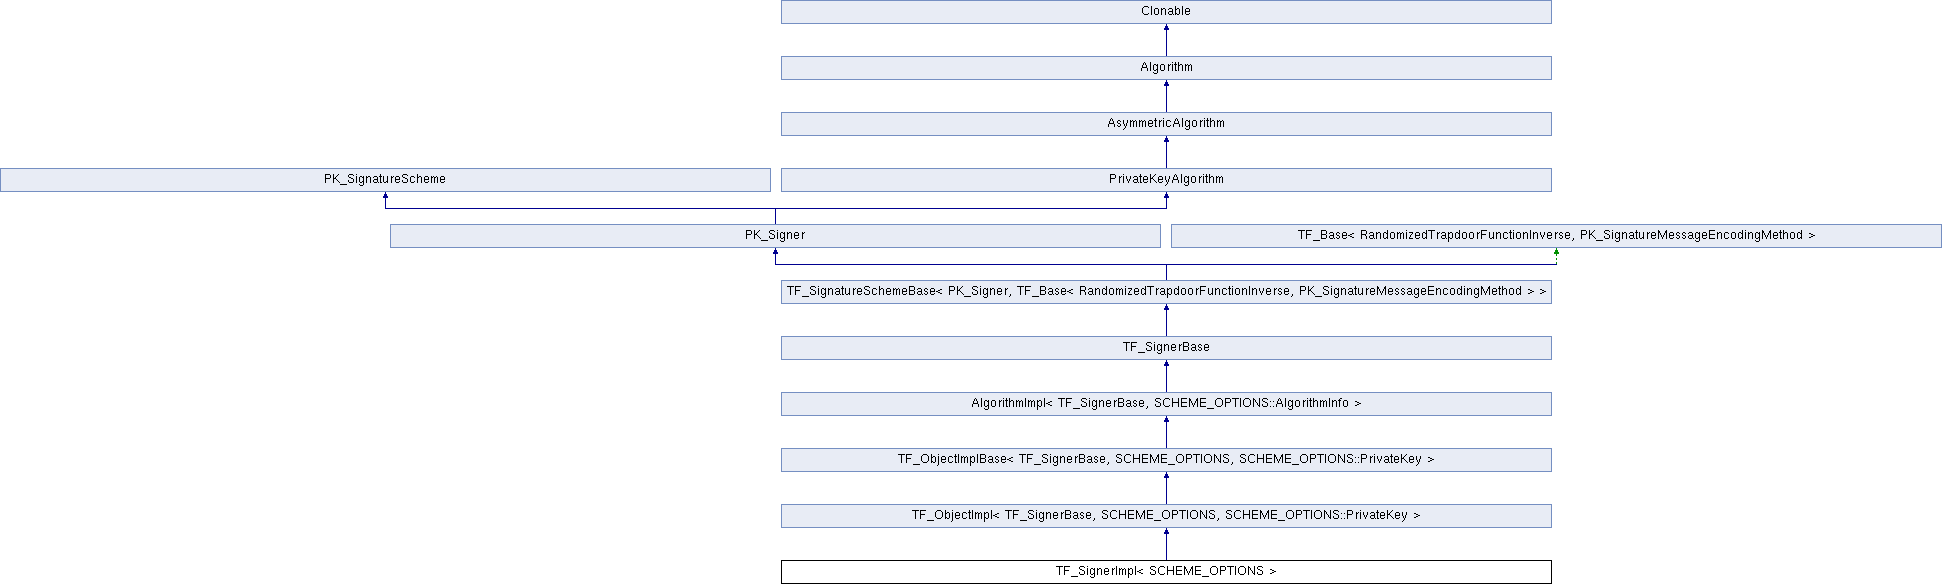 Clonable
Algorithm
AsymmetricAlgorithm
PK_SignatureScheme
PrivateKeyAlgorithm
PK_Signer
TF_Base< RandomizedTrapdoorFunctionInverse, PK_SignatureMessageEncodingMethod >
TF_SignatureSchemeBase< PK_Signer, TF_Base< RandomizedTrapdoorFunctionInverse, PK_SignatureMessageEncodingMethod > >
TF_SignerBase
AlgorithmImpl< TF_SignerBase, SCHEME_OPTIONS::AlgorithmInfo >
TF_ObjectImplBase< TF_SignerBase, SCHEME_OPTIONS, SCHEME_OPTIONS::PrivateKey >
TF_ObjectImpl< TF_SignerBase, SCHEME_OPTIONS, SCHEME_OPTIONS::PrivateKey >
TF_SignerImpl< SCHEME_OPTIONS >